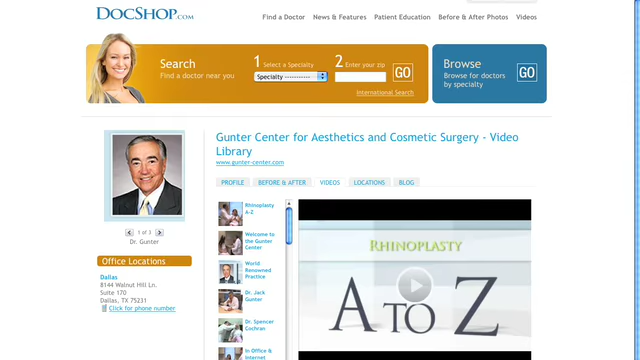 DOCSHOP.COM
Find a Doctor News & Features Patient Education Before & After Photos Videos
Search
Find a doctor near you
1 Select a Specialty
Specialty -----------
2 Enter your zip
GO
International Search
Browse
Browse for doctors
by specialty
GO
Gunter Center for Aesthetics and Cosmetic Surgery - Video
Library
www.gunter-center.com
PROFILE BEFORE & AFTER VIDEOS LOCATIONS BLOG
1 of 3
Dr. Gunter
Office Locations
Dallas
8144 Walnut Hill Ln.
Suite 170
Dallas, TX 75231
Click for phone number
Rhinoplasty
A-Z
Welcome to
the Gunter
Center
World
Renowned
Practice
Dr. Jack
Gunter
Dr. Spencer
Cochran
In Office &
Internet
RHINOPLASTY
A TO Z